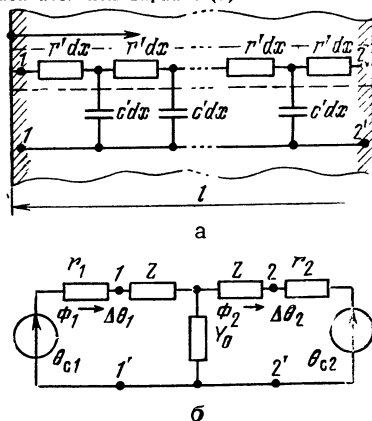 r'dx r'dx r'dx r'dx
1 2
c'dx c'dx c'dx
1' 2'
l
а
r₁ 1 Z Z 2 r₂
Φ₁ Δθ₁ Φ₂ Δθ₂
Y₀
θc1 θc2
1' 2'
б